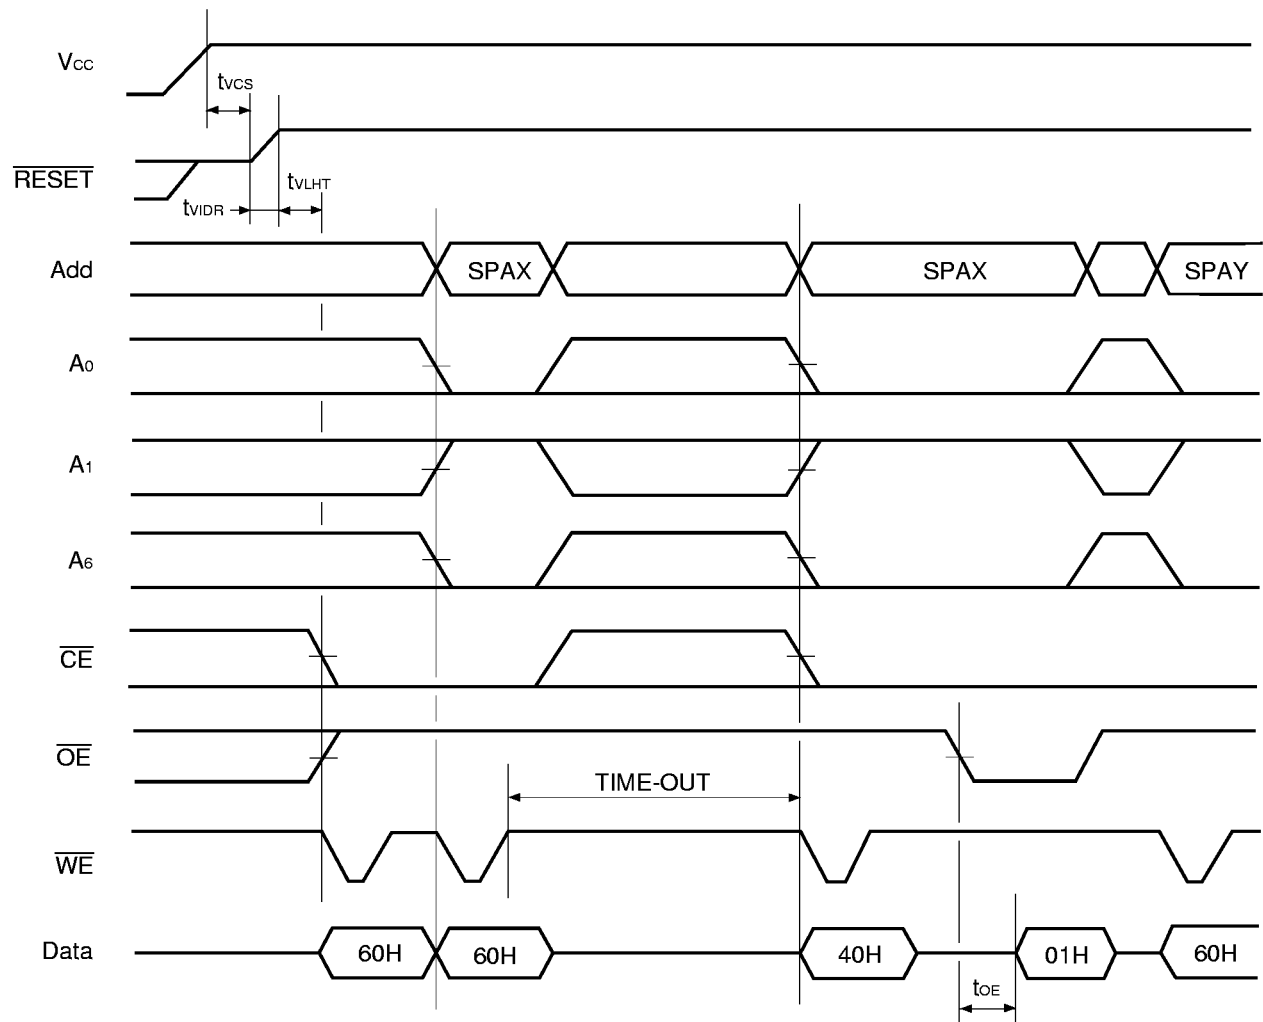 VCC
tVCS
RESET
tVLHT
tVIDR
Add SPAX SPAX SPAY
A0
A1
A6
CE
OE
TIME-OUT
WE
Data 60H 60H 40H 01H 60H
tOE